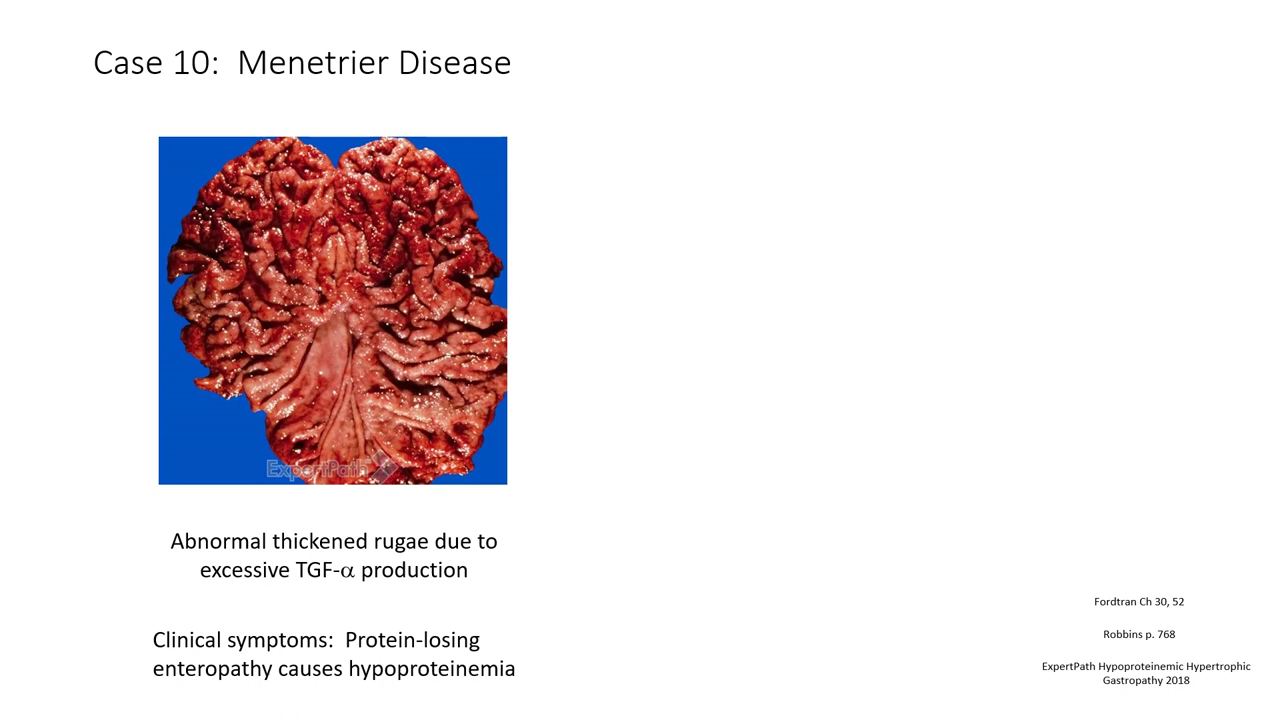 Case 10:  Menetrier Disease
ExpertPath
Abnormal thickened rugae due to
excessive TGF-α production
Clinical symptoms:  Protein-losing
enteropathy causes hypoproteinemia
Fordtran Ch 30, 52
Robbins p. 768
ExpertPath Hypoproteinemic Hypertrophic
Gastropathy 2018